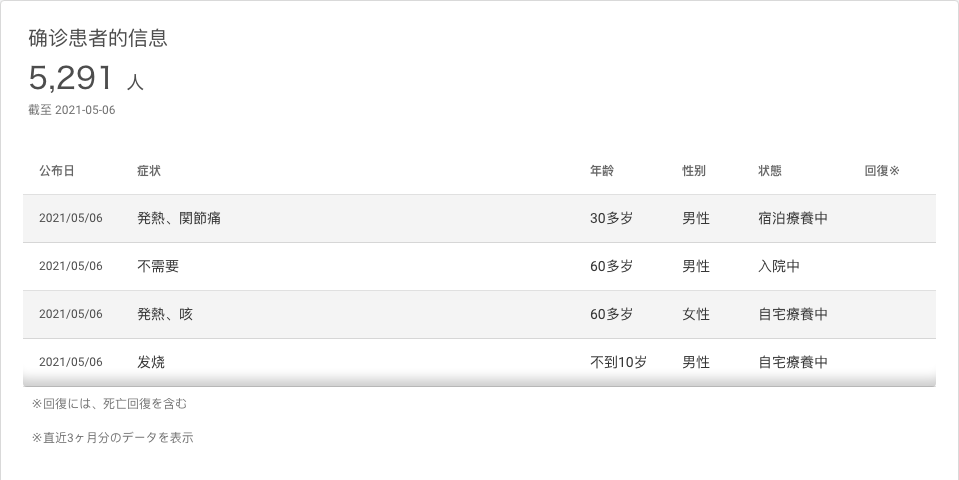 确诊患者的信息
5,291 人
截至 2021-05-06
公布日 症状 年齢 性别 状態 回復※
2021/05/06 発熱、関節痛 30多岁 男性 宿泊療養中
2021/05/06 不需要 60多岁 男性 入院中
2021/05/06 発熱、咳 60多岁 女性 自宅療養中
2021/05/06 发烧 不到10岁 男性 自宅療養中
※回復には、死亡回復を含む
※直近3ヶ月分のデータを表示